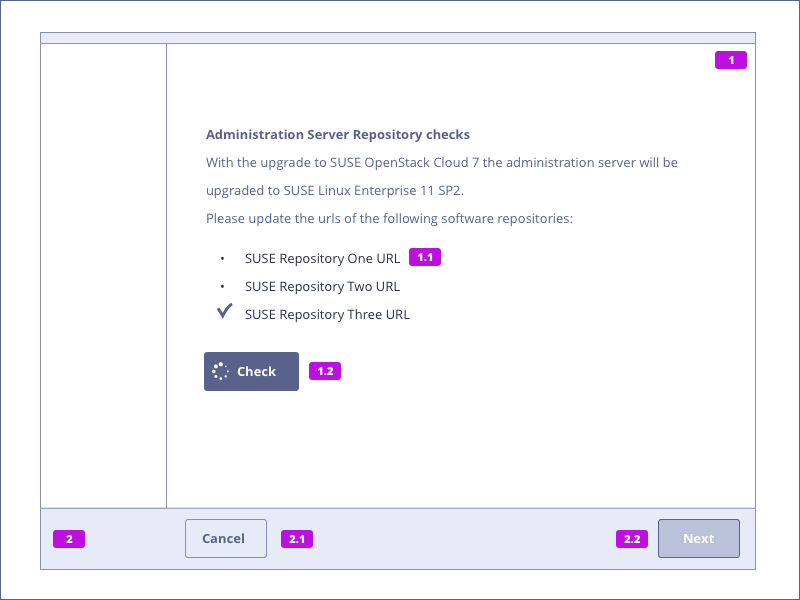 1
Administration Server Repository checks
With the upgrade to SUSE OpenStack Cloud 7 the administration server will be
upgraded to SUSE Linux Enterprise 11 SP2.
Please update the urls of the following software repositories:
• SUSE Repository One URL 1.1
• SUSE Repository Two URL
SUSE Repository Three URL
Check 1.2
2 Cancel 2.1 2.2 Next